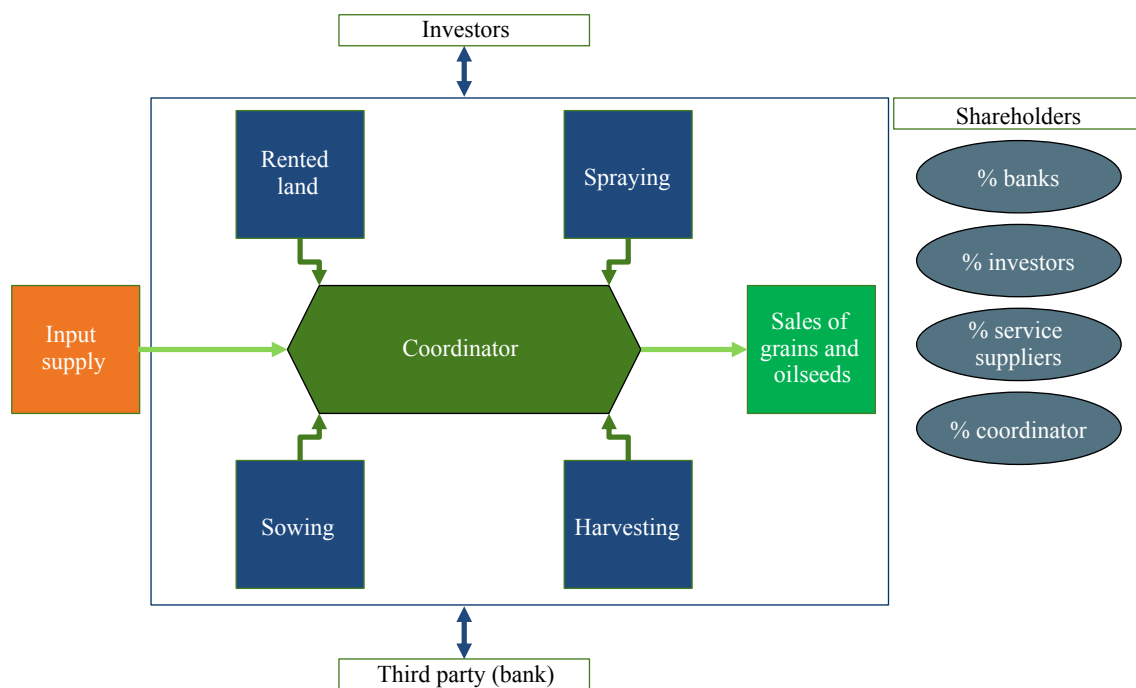 Investors
Shareholders
Rented
land
Spraying
% banks
% investors
Input
supply
Coordinator
Sales of
grains and
oilseeds
% service
suppliers
% coordinator
Sowing
Harvesting
Third party (bank)